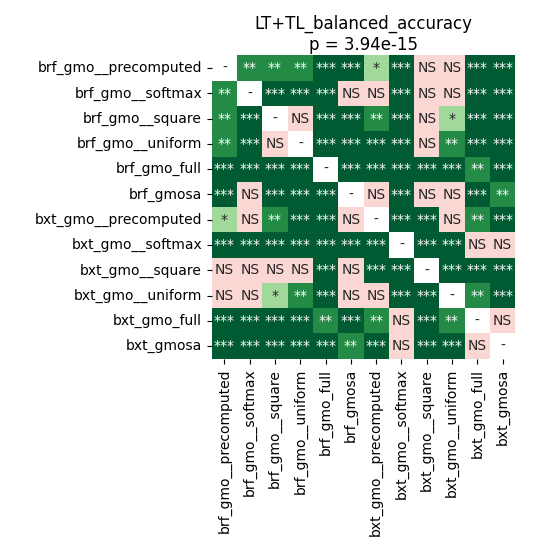 LT+TL_balanced_accuracy
p = 3.94e-15
brf_gmo__precomputed - ** ** ** *** *** * *** NS NS *** ***
brf_gmo__softmax ** - *** *** *** NS NS *** NS NS *** ***
brf_gmo__square ** *** - NS *** *** ** *** NS * *** ***
brf_gmo__uniform ** *** NS - *** *** *** *** NS ** *** ***
brf_gmo_full *** *** *** *** - *** *** *** *** *** ** ***
brf_gmosa *** NS *** *** *** - NS *** NS NS *** **
bxt_gmo__precomputed * NS ** *** *** NS - *** *** NS ** ***
bxt_gmo__softmax *** *** *** *** *** *** *** - *** *** NS NS
bxt_gmo__square NS NS NS NS *** NS *** *** - *** *** ***
bxt_gmo__uniform NS NS * ** *** NS NS *** *** - ** ***
bxt_gmo_full *** *** *** *** ** *** ** NS *** ** - NS
bxt_gmosa *** *** *** *** *** ** *** NS *** *** NS -
brf_gmo__precomputed
brf_gmo__softmax
brf_gmo__square
brf_gmo__uniform
brf_gmo_full
brf_gmosa
bxt_gmo__precomputed
bxt_gmo__softmax
bxt_gmo__square
bxt_gmo__uniform
bxt_gmo_full
bxt_gmosa